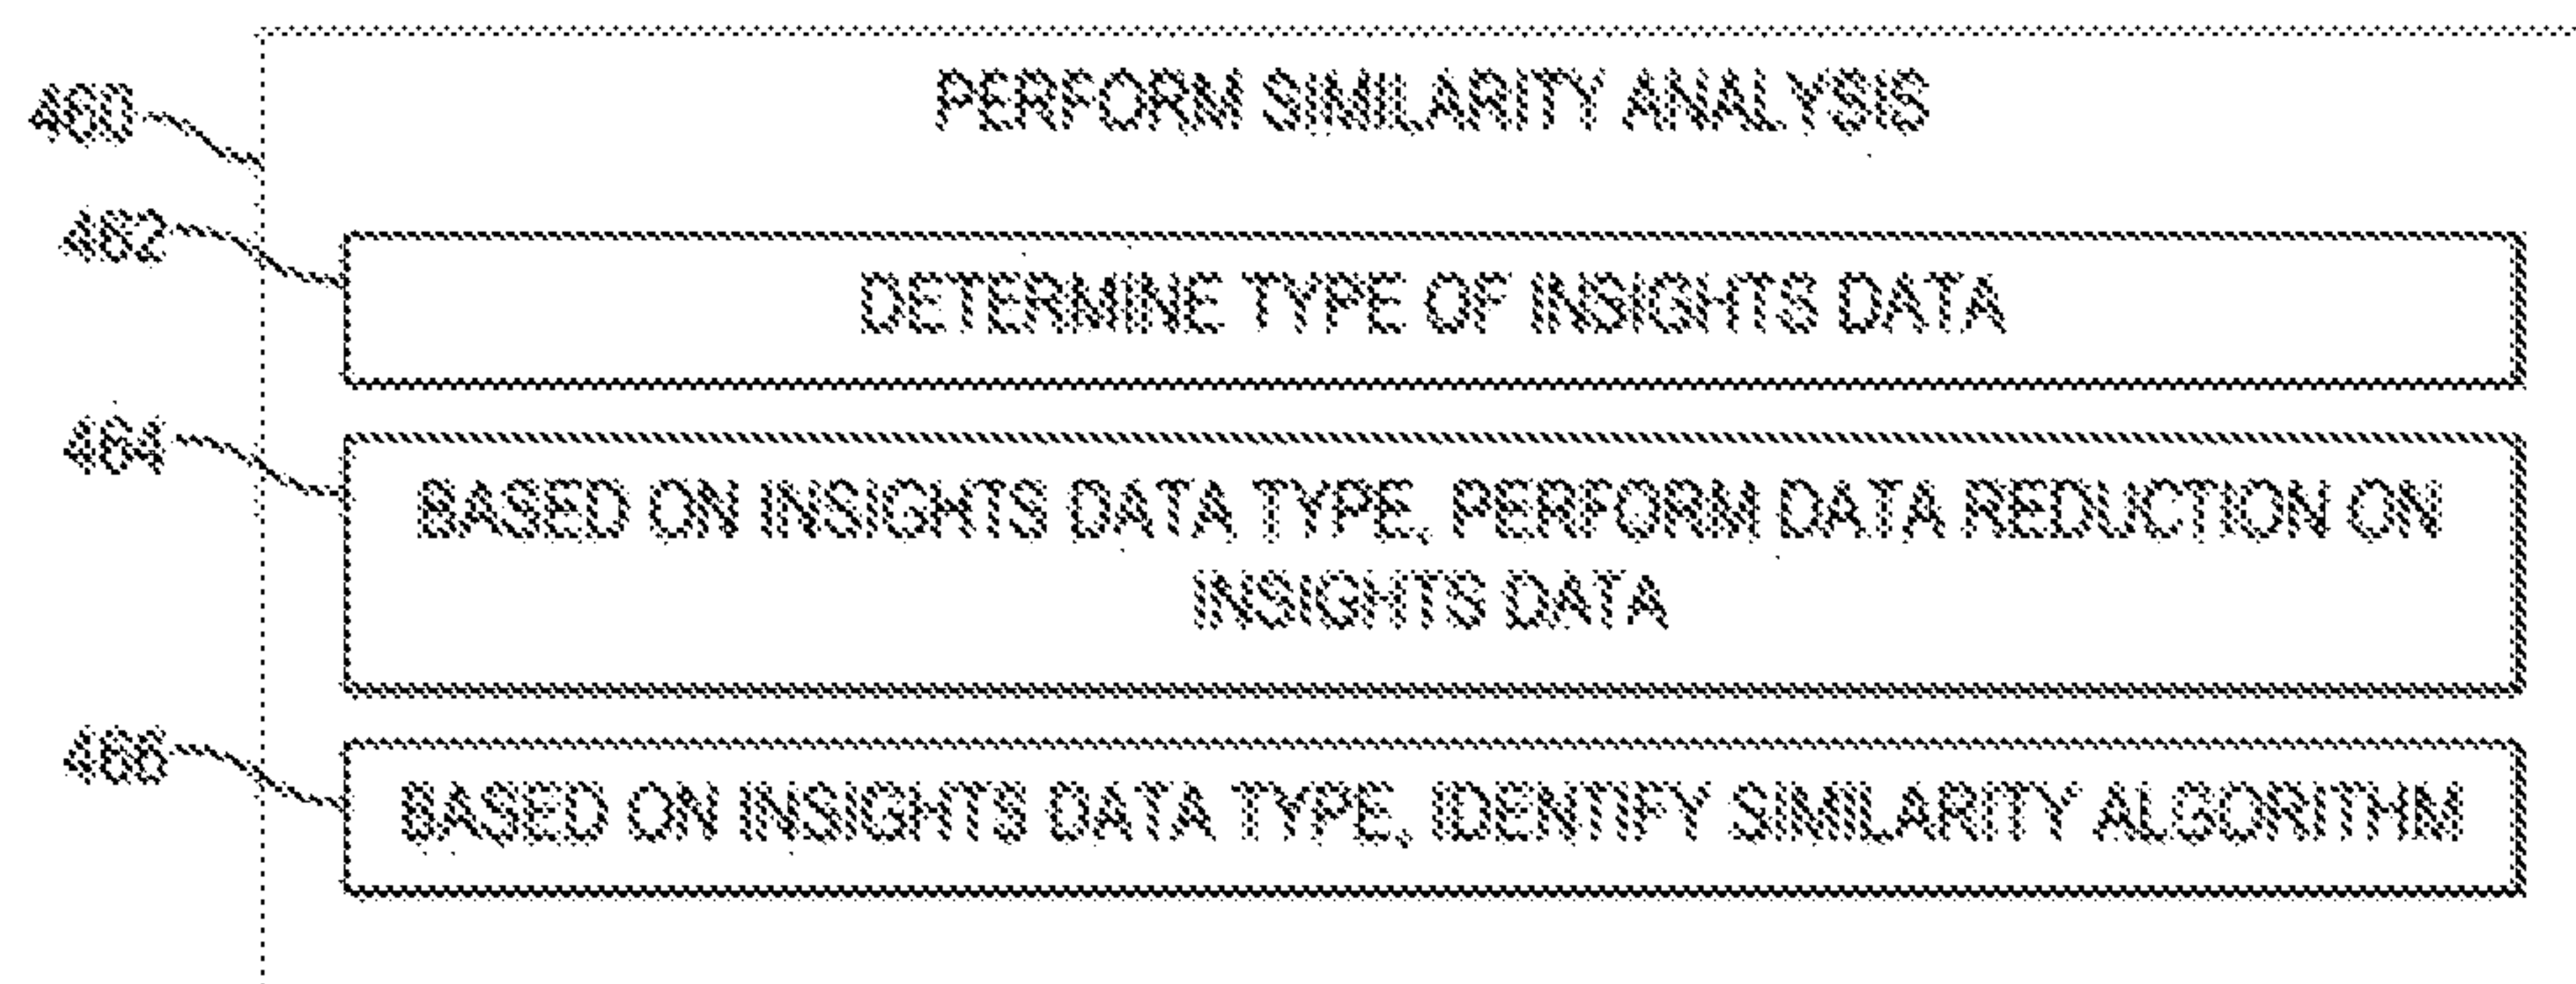 460
PERFORM SIMILARITY ANALYSIS
462
DETERMINE TYPE OF INSIGHTS DATA
464
BASED ON INSIGHTS DATA TYPE, PERFORM DATA REDUCTION ON
INSIGHTS DATA
466
BASED ON INSIGHTS DATA TYPE, IDENTIFY SIMILARITY ALGORITHM